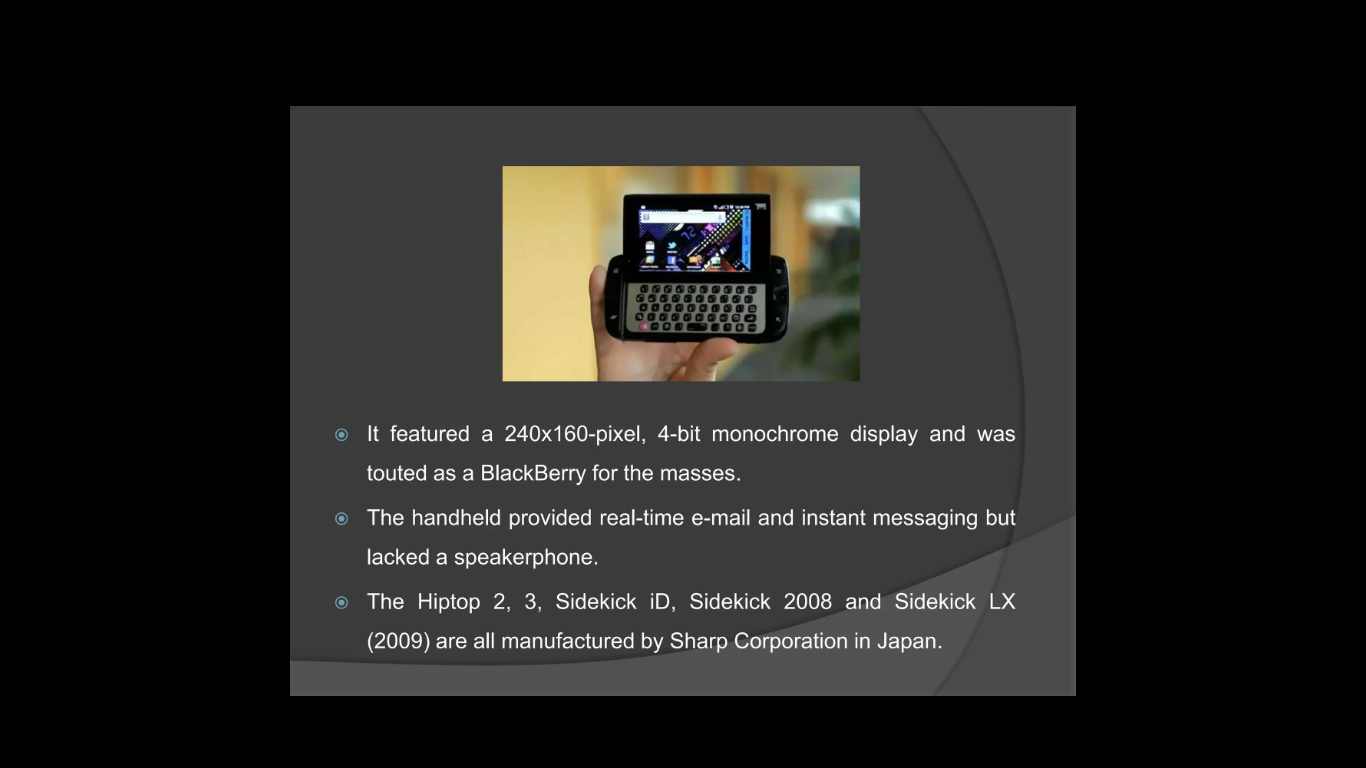 It featured a 240x160-pixel, 4-bit monochrome display and was
touted as a BlackBerry for the masses.
The handheld provided real-time e-mail and instant messaging but
lacked a speakerphone.
The Hiptop 2, 3, Sidekick iD, Sidekick 2008 and Sidekick LX
(2009) are all manufactured by Sharp Corporation in Japan.